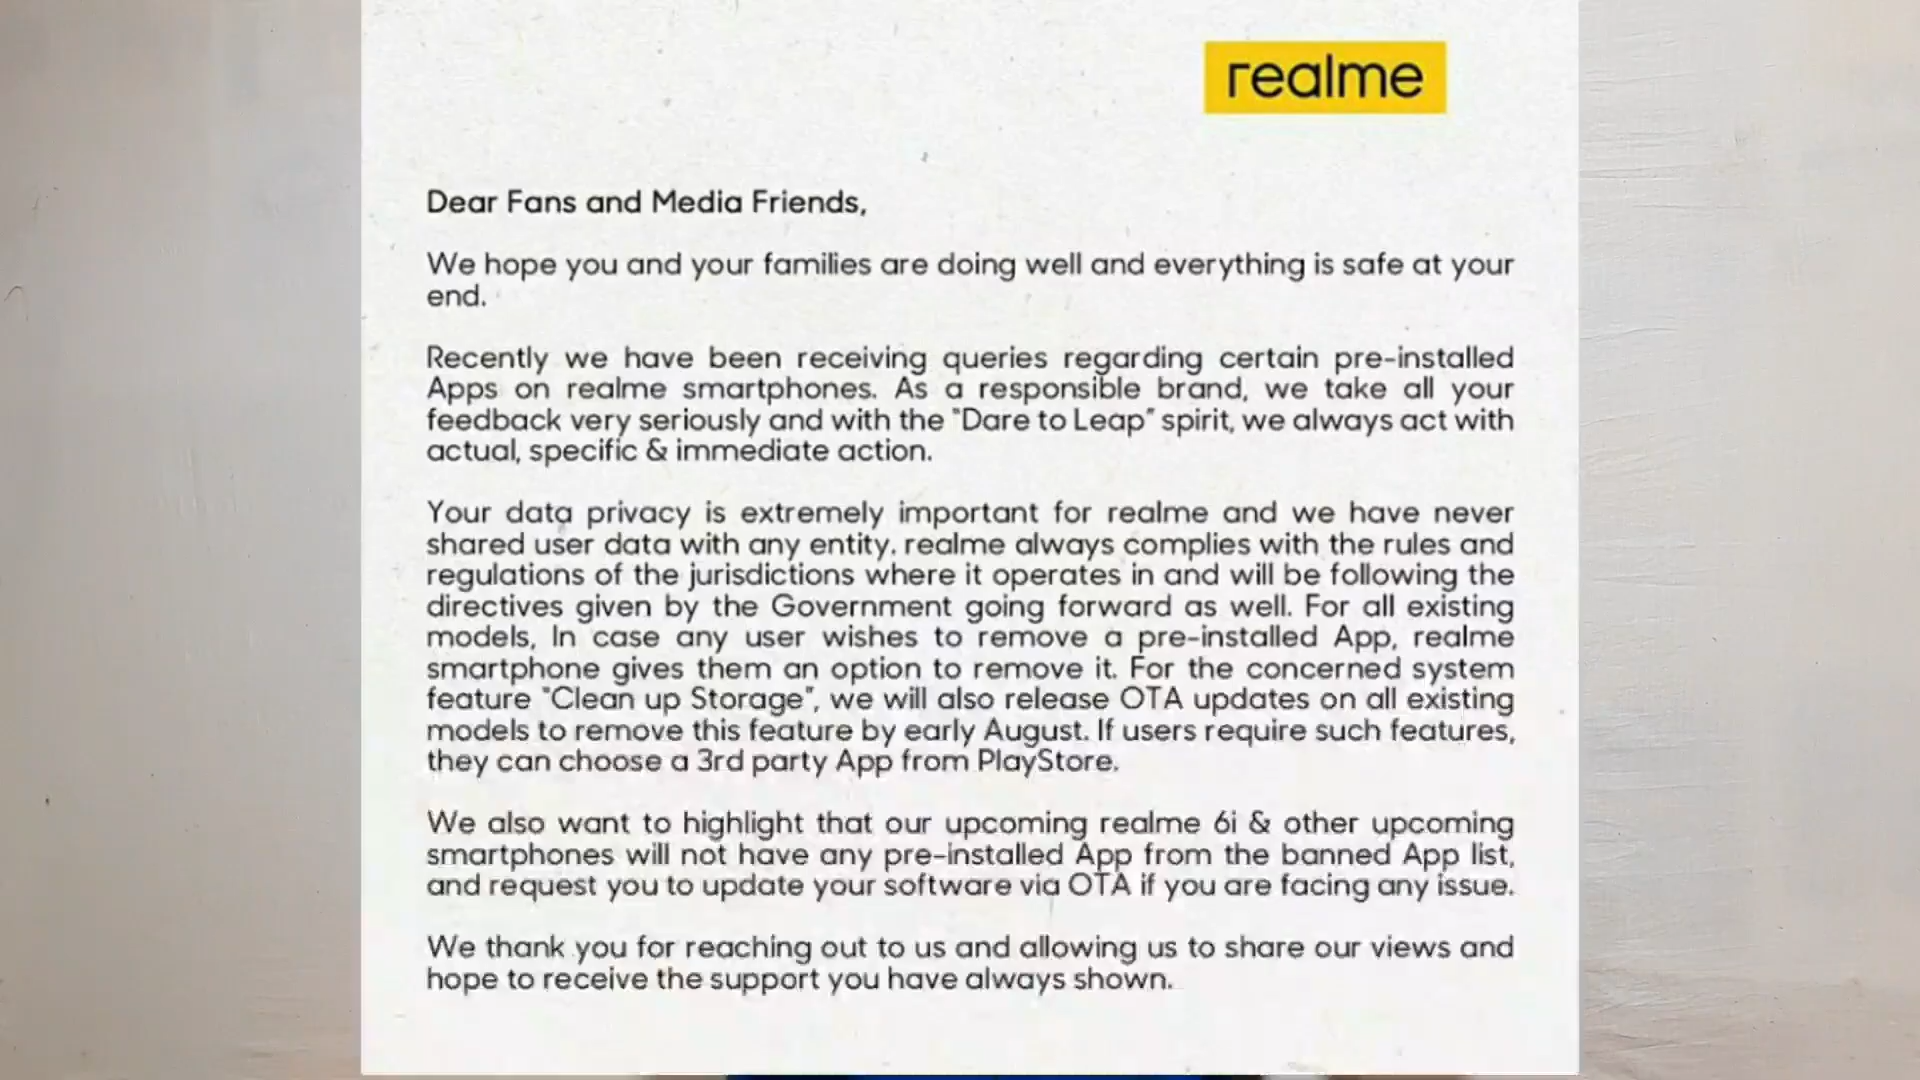 realme
Dear Fans and Media Friends,
We hope you and your families are doing well and everything is safe at your
end.
Recently we have been receiving queries regarding certain pre-installed
Apps on realme smartphones. As a responsible brand, we take all your
feedback very seriously and with the "Dare to Leap" spirit, we always act with
actual, specific & immediate action.
Your data privacy is extremely important for realme and we have never
shared user data with any entity. realme always complies with the rules and
regulations of the jurisdictions where it operates in and will be following the
directives given by the Government going forward as well. For all existing
models, In case any user wishes to remove a pre-installed App, realme
smartphone gives them an option to remove it. For the concerned system
feature "Clean up Storage", we will also release OTA updates on all existing
models to remove this feature by early August. If users require such features,
they can choose a 3rd party App from PlayStore.
We also want to highlight that our upcoming realme 6i & other upcoming
smartphones will not have any pre-installed App from the banned App list,
and request you to update your software via OTA if you are facing any issue.
We thank you for reaching out to us and allowing us to share our views and
hope to receive the support you have always shown.